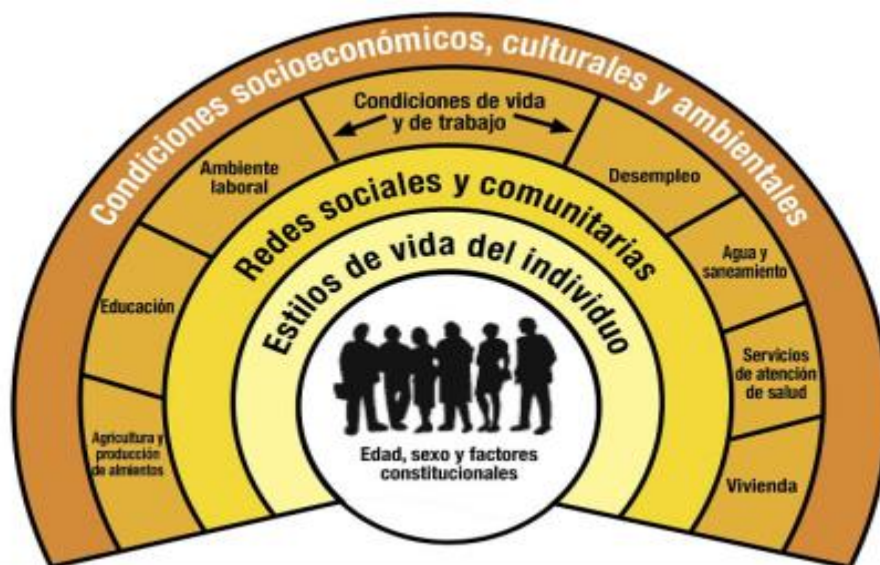 Condiciones socioeconómicos, culturales y ambientales
Condiciones de vida
y de trabajo
Ambiente
laboral
Desempleo
Educación
Agua y
saneamiento
Agricultura y
producción
de almientos
Servicios
de atención
de salud
Vivienda
Redes sociales y comunitarias
Estilos de vida del individuo
Edad, sexo y factores
constitucionales